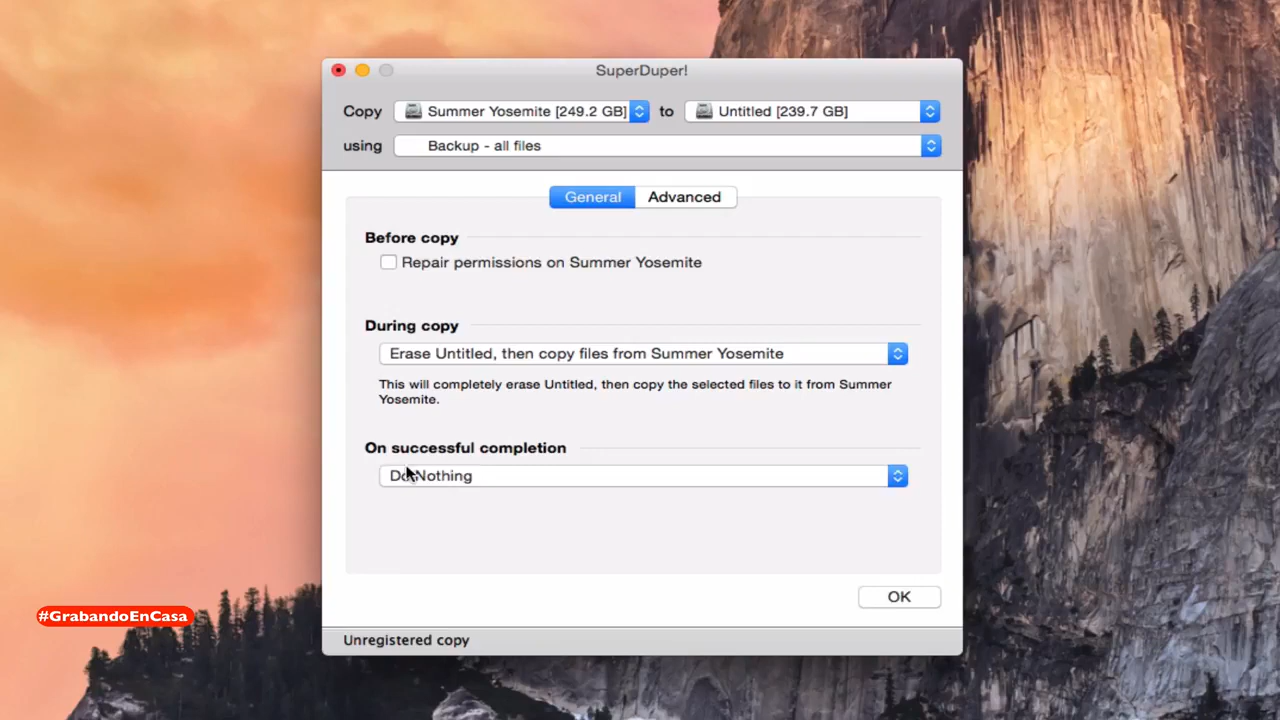 SuperDuper!
Copy Summer Yosemite [249.2 GB] to Untitled [239.7 GB]
using Backup - all files
General Advanced
Before copy
Repair permissions on Summer Yosemite
During copy
Erase Untitled, then copy files from Summer Yosemite
This will completely erase Untitled, then copy the selected files to it from Summer
Yosemite.
On successful completion
Do Nothing
OK
#GrabandoEnCasa
Unregistered copy